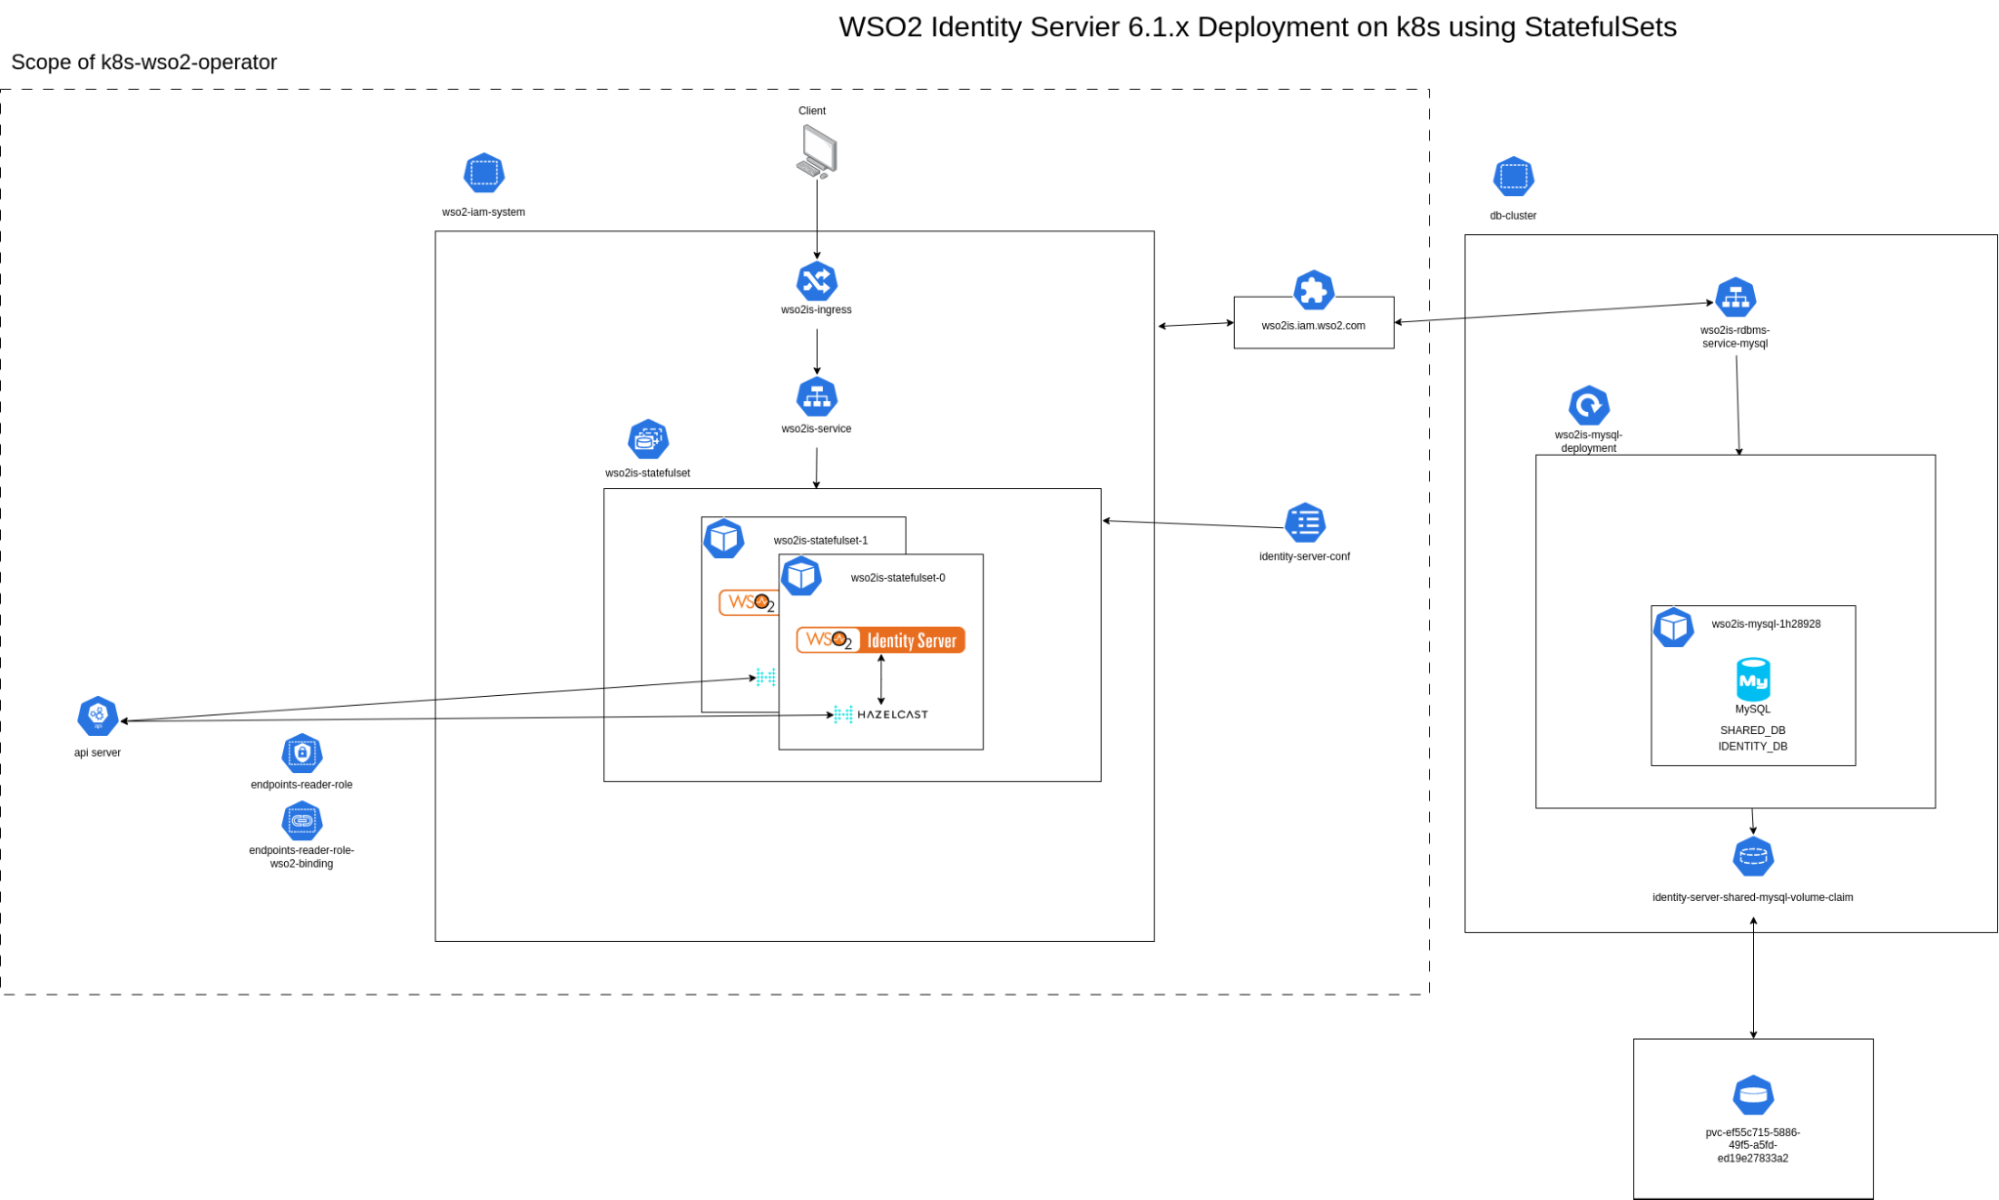 WSO2 Identity Servier 6.1.x Deployment on k8s using StatefulSets
Scope of k8s-wso2-operator
Client
wso2-iam-system
db-cluster
wso2is-ingress
wso2is.iam.wso2.com
wso2is-rdbms-
service-mysql
wso2is-service
wso2is-mysql-
deployment
wso2is-statefulset
wso2is-statefulset-1
WSO2
identity-server-conf
wso2is-statefulset-0
WSO2 Identity Server
HAZELCAST
wso2is-mysql-1h28928
My
MySQL
SHARED_DB
IDENTITY_DB
api
api server
endpoints-reader-role
endpoints-reader-role-
wso2-binding
identity-server-shared-mysql-volume-claim
pvc-ef55c715-5886-
49f5-a5fd-
ed19e27833a2